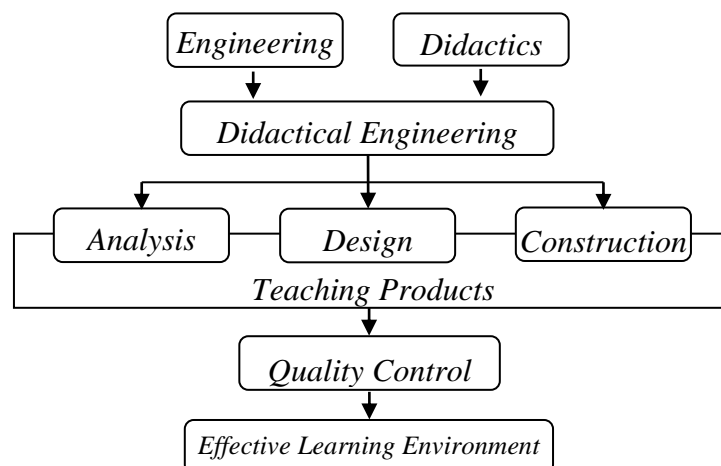 Engineering
Didactics
Didactical Engineering
Analysis
Design
Construction
Teaching Products
Quality Control
Effective Learning Environment